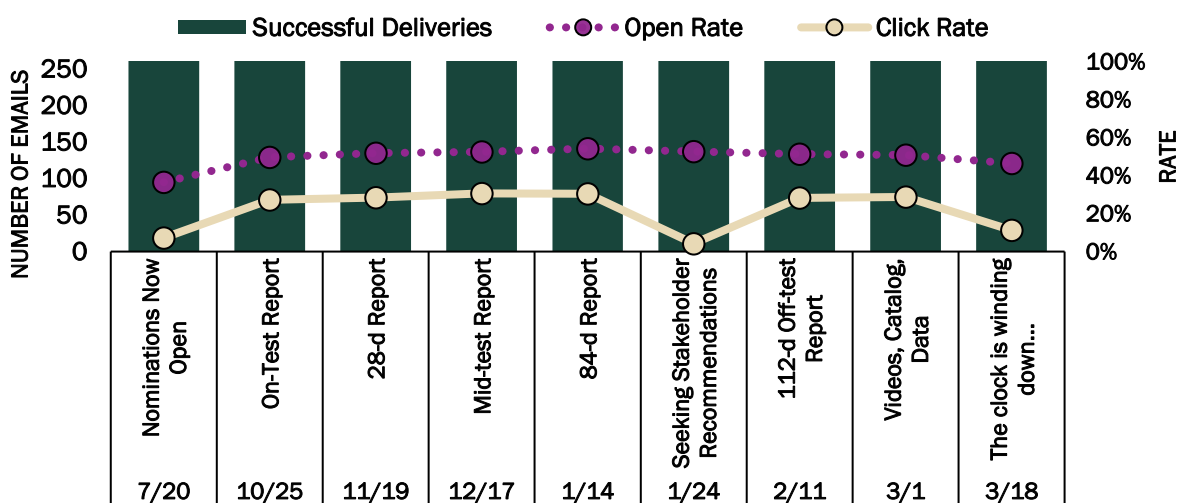 Successful Deliveries
Open Rate
Click Rate
NUMBER OF EMAILS
250
200
150
100
50
0
100%
80%
60%
40%
20%
0%
RATE
Nominations Now
Open
On-Test Report
28-d Report
Mid-test Report
84-d Report
Seeking Stakeholder
Recommendations
112-d Off-test
Report
Videos, Catalog,
Data
The clock is winding
down...
7/20
10/25
11/19
12/17
1/14
1/24
2/11
3/1
3/18